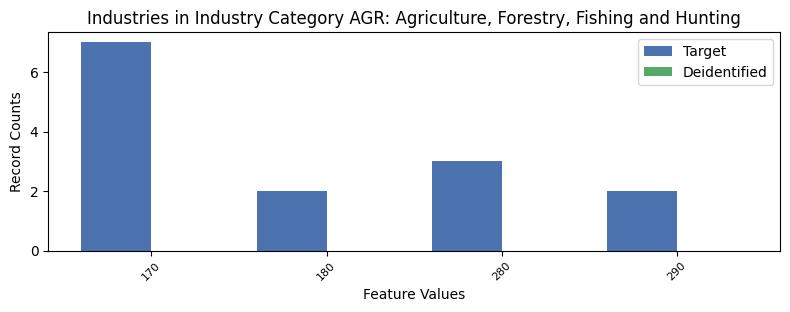 Industries in Industry Category AGR: Agriculture, Forestry, Fishing and Hunting
Target
Deidentified
Record Counts
6
4
2
0
170
180
280
290
Feature Values